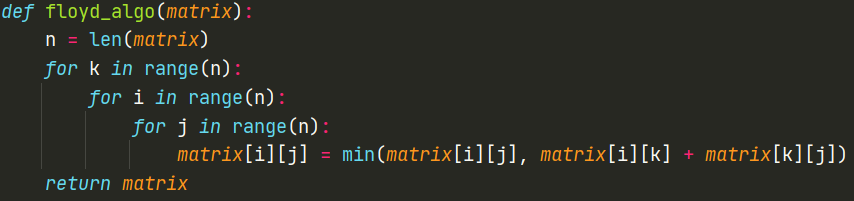 def floyd_algo(matrix):
    n = len(matrix)
    for k in range(n):
        for i in range(n):
            for j in range(n):
                matrix[i][j] = min(matrix[i][j], matrix[i][k] + matrix[k][j])
    return matrix